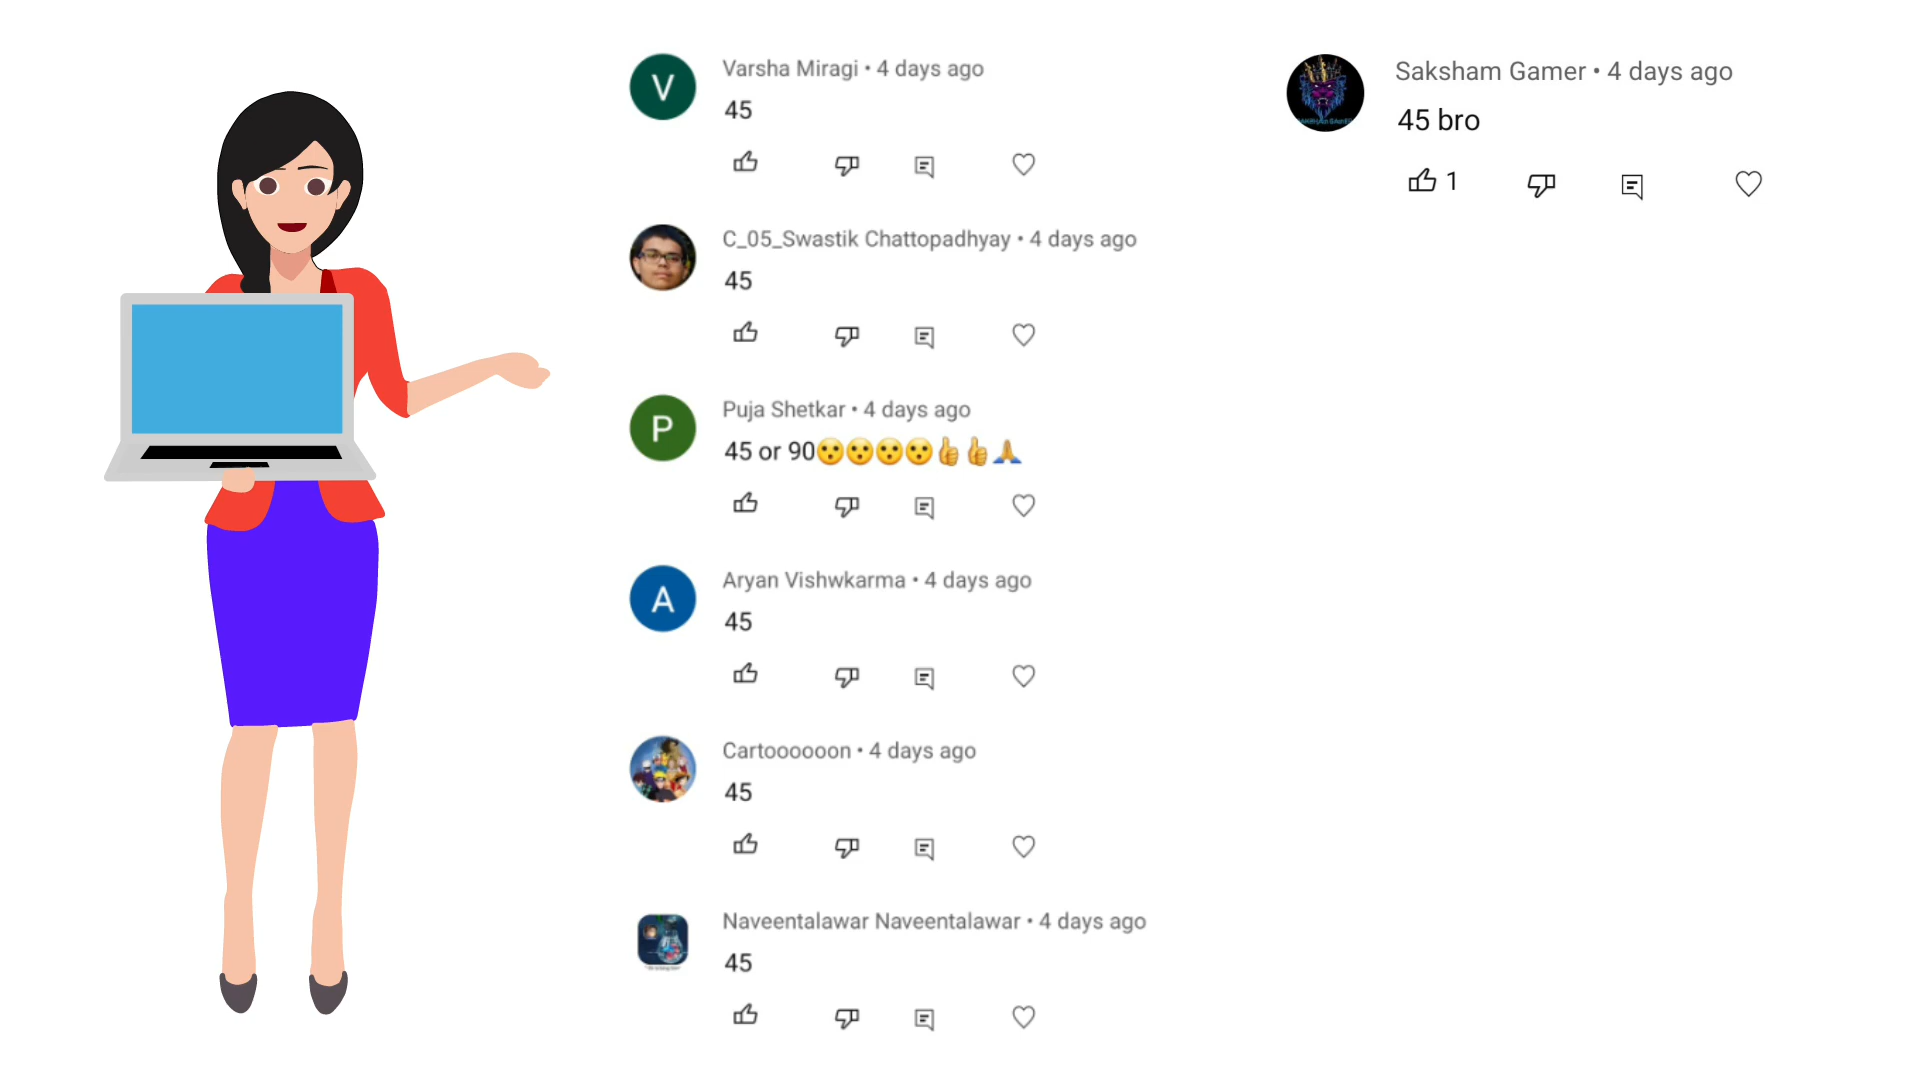 V
Varsha Miragi • 4 days ago
45
C_05_Swastik Chattopadhyay • 4 days ago
45
P
Puja Shetkar • 4 days ago
45 or 90😮😮😮😮👍👍🙏
A
Aryan Vishwkarma • 4 days ago
45
Cartoooooon • 4 days ago
45
Naveentalawar Naveentalawar • 4 days ago
45
Saksham Gamer • 4 days ago
45 bro
1